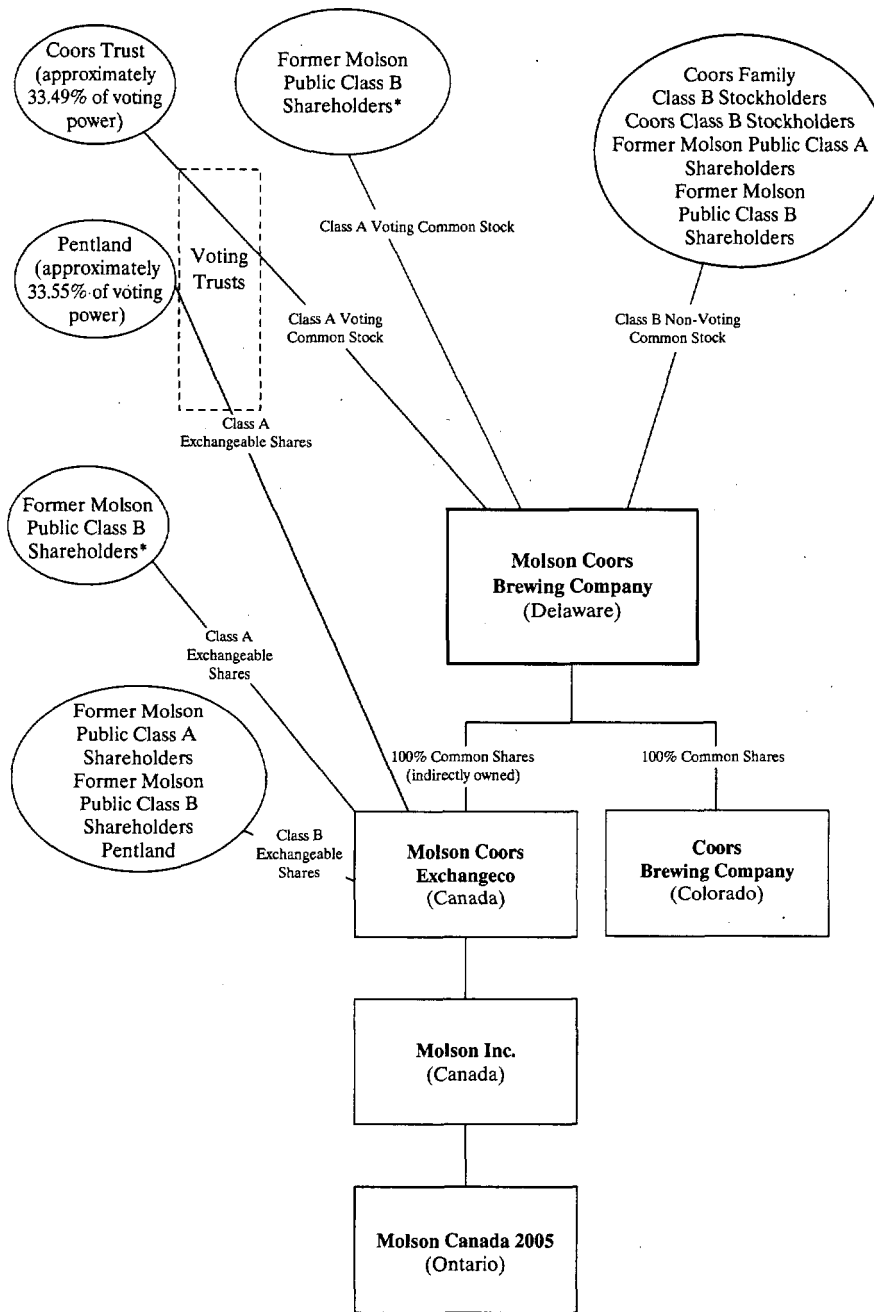 Coors Trust
(approximately
33.49% of voting
power)
Former Molson
Public Class B
Shareholders*
Coors Family
Class B Stockholders
Coors Class B Stockholders
Former Molson Public Class A
Shareholders
Former Molson
Public Class B
Shareholders
Pentland
(approximately
33.55% of voting
power)
Voting
Trusts
Class A Voting Common Stock
Class A Voting
Common Stock
Class B Non-Voting
Common Stock
Class A
Exchangeable Shares
Former Molson
Public Class B
Shareholders*
Molson Coors
Brewing Company
(Delaware)
Class A
Exchangeable
Shares
Former Molson
Public Class A
Shareholders
Former Molson
Public Class B
Shareholders
Pentland
100% Common Shares
(indirectly owned)
100% Common Shares
Class B
Exchangeable
Shares
Molson Coors
Exchangeco
(Canada)
Coors
Brewing Company
(Colorado)
Molson Inc.
(Canada)
Molson Canada 2005
(Ontario)